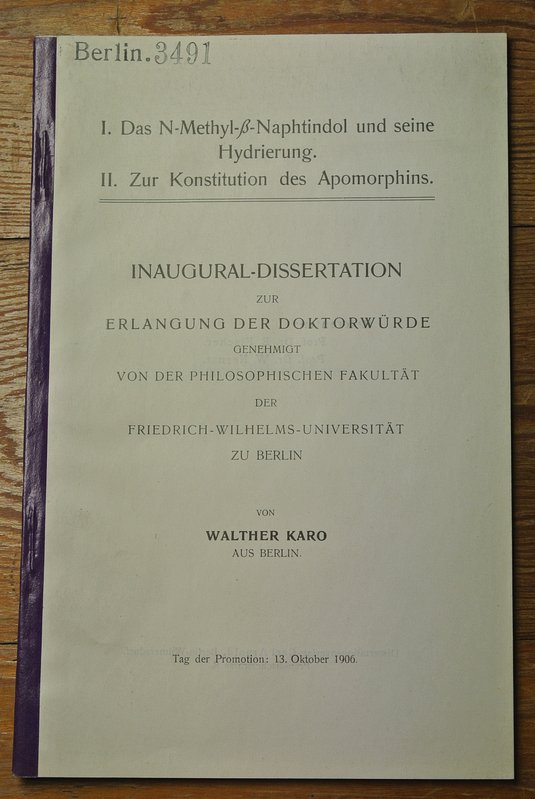 Berlin.3491
I. Das N-Methyl-β-Naphtindol und seine
Hydrierung.
II. Zur Konstitution des Apomorphins.
INAUGURAL-DISSERTATION
ZUR
ERLANGUNG DER DOKTORWÜRDE
GENEHMIGT
VON DER PHILOSOPHISCHEN FAKULTÄT
DER
FRIEDRICH-WILHELMS-UNIVERSITÄT
ZU BERLIN
VON
WALTHER KARO
AUS BERLIN.
Tag der Promotion: 13. Oktober 1906.